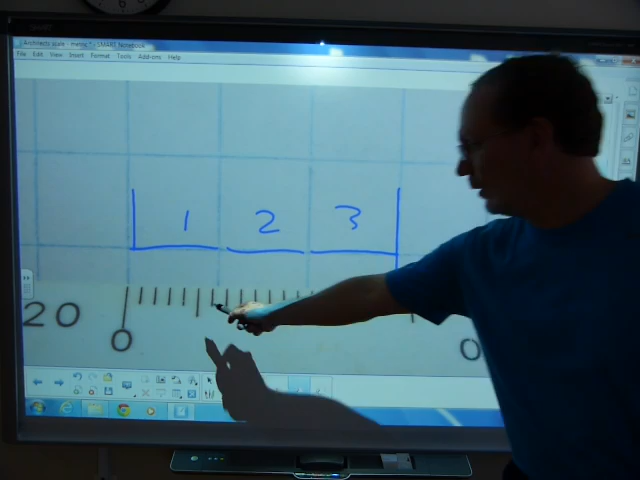 Architects scale - metric * - SMART Notebook
File Edit View Insert Format Tools Add-ons Help
1 2 3
20 0 0